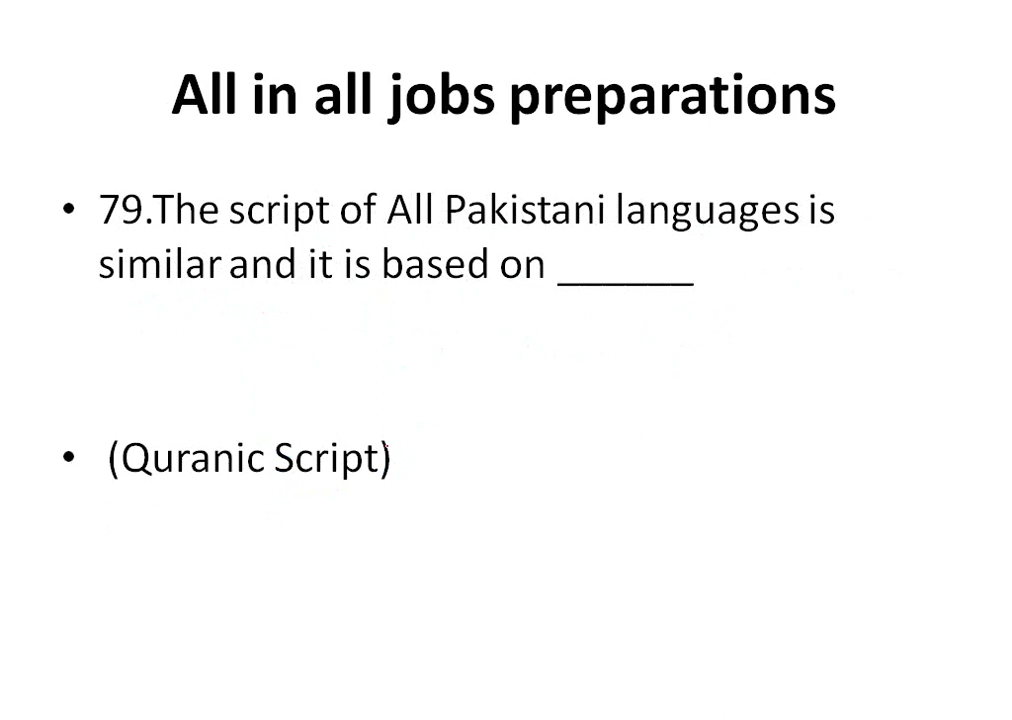 All in all jobs preparations
• 79.The script of All Pakistani languages is
similar and it is based on ______
• (Quranic Script)